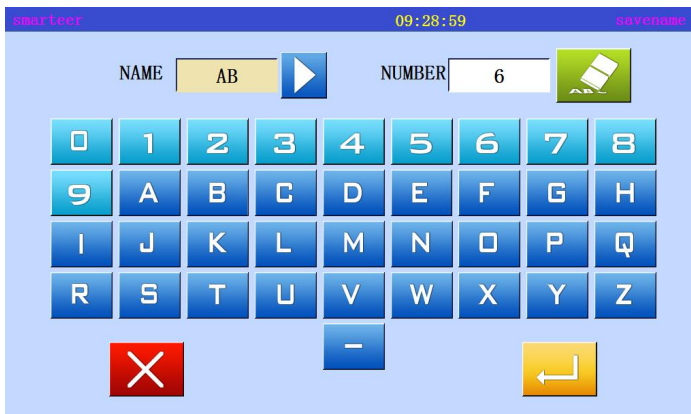 smarteer 09:28:59 savename
NAME AB NUMBER 6 ABC
0 1 2 3 4 5 6 7 8
9 A B C D E F G H
I J K L M N O P Q
R S T U V W X Y Z
-